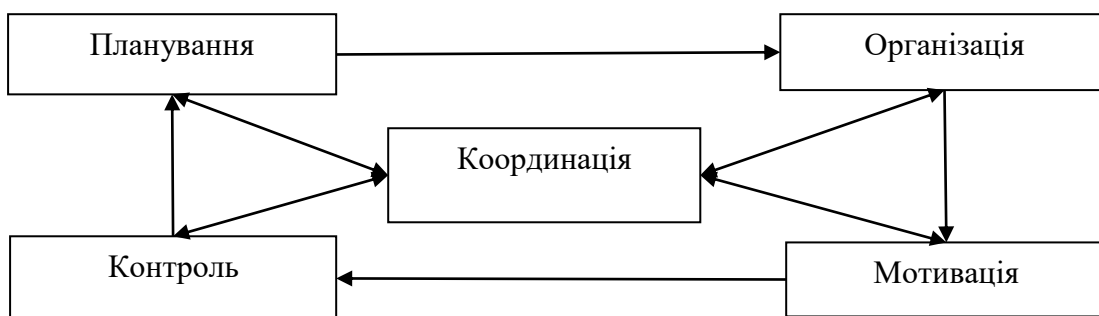 Планування
Організація
Координація
Контроль
Мотивація